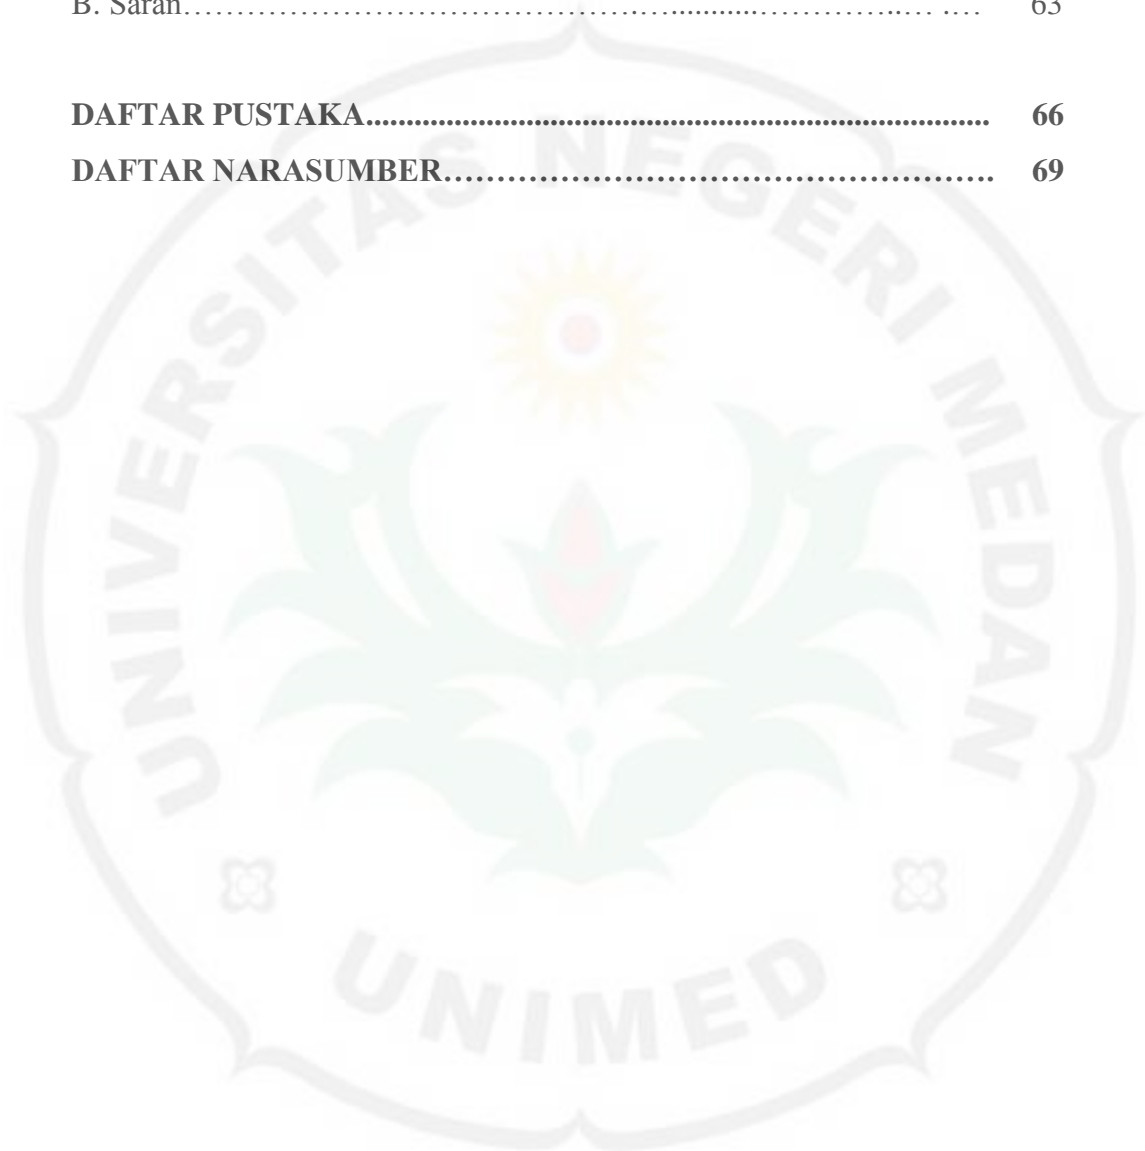 B. Saran……………………………………….…...........…………..… .… 63
DAFTAR PUSTAKA............................................................................. 66
DAFTAR NARASUMBER……………………………………………. 69
UNIVERSITAS NEGERI MEDAN
UNIMED